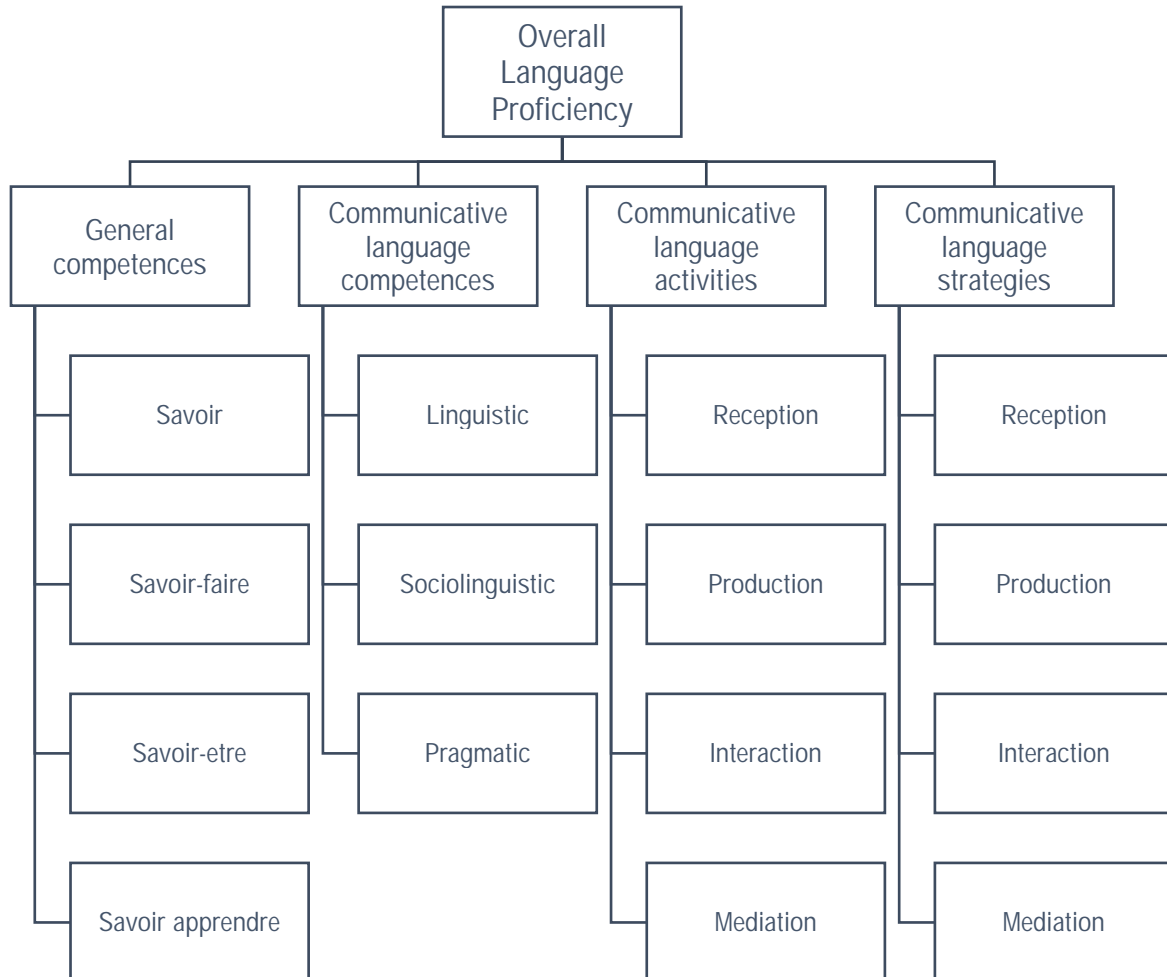 Overall
Language
Proficiency
General
competences
Communicative
language
competences
Communicative
language
activities
Communicative
language
strategies
Savoir
Linguistic
Reception
Reception
Savoir-faire
Sociolinguistic
Production
Production
Savoir-etre
Pragmatic
Interaction
Interaction
Savoir apprendre
Mediation
Mediation